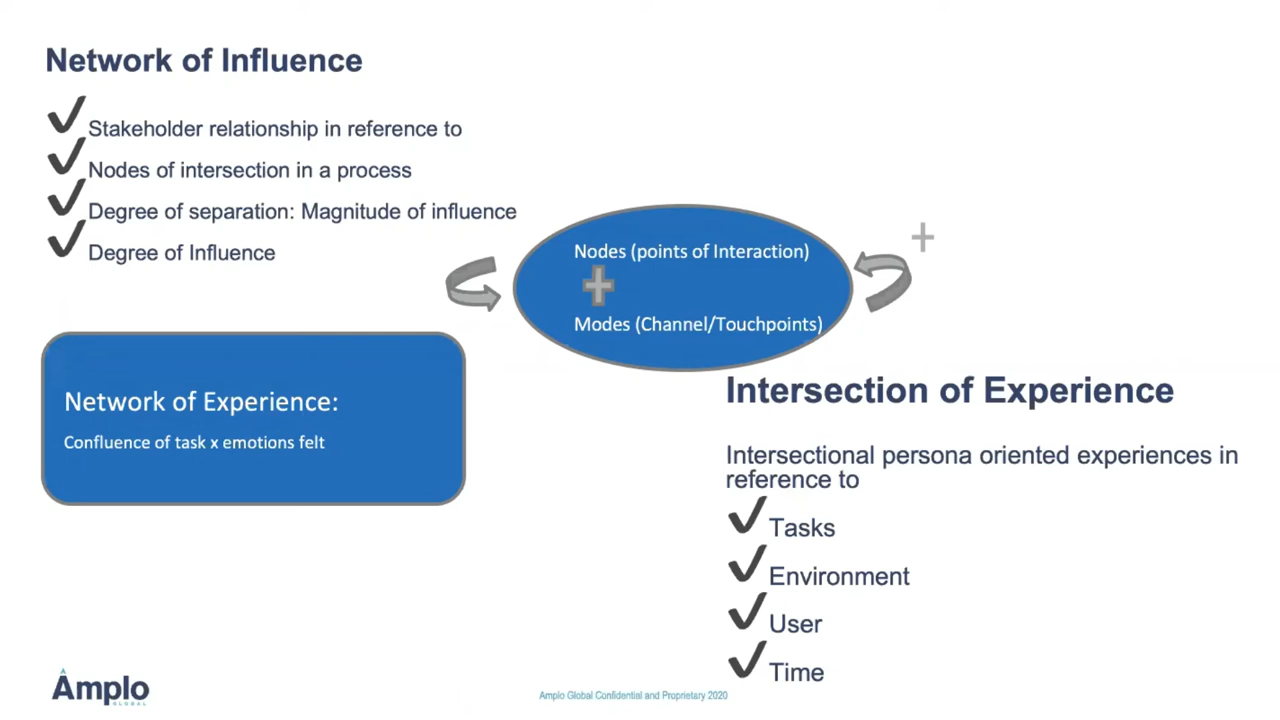 Network of Influence
Stakeholder relationship in reference to
Nodes of intersection in a process
Degree of separation: Magnitude of influence
Degree of Influence
Nodes (points of Interaction)
Modes (Channel/Touchpoints)
Network of Experience:
Confluence of task x emotions felt
Intersection of Experience
Intersectional persona oriented experiences in
reference to
Tasks
Environment
User
Time
Amplo
GLOBAL
Amplo Global Confidential and Proprietary 2020